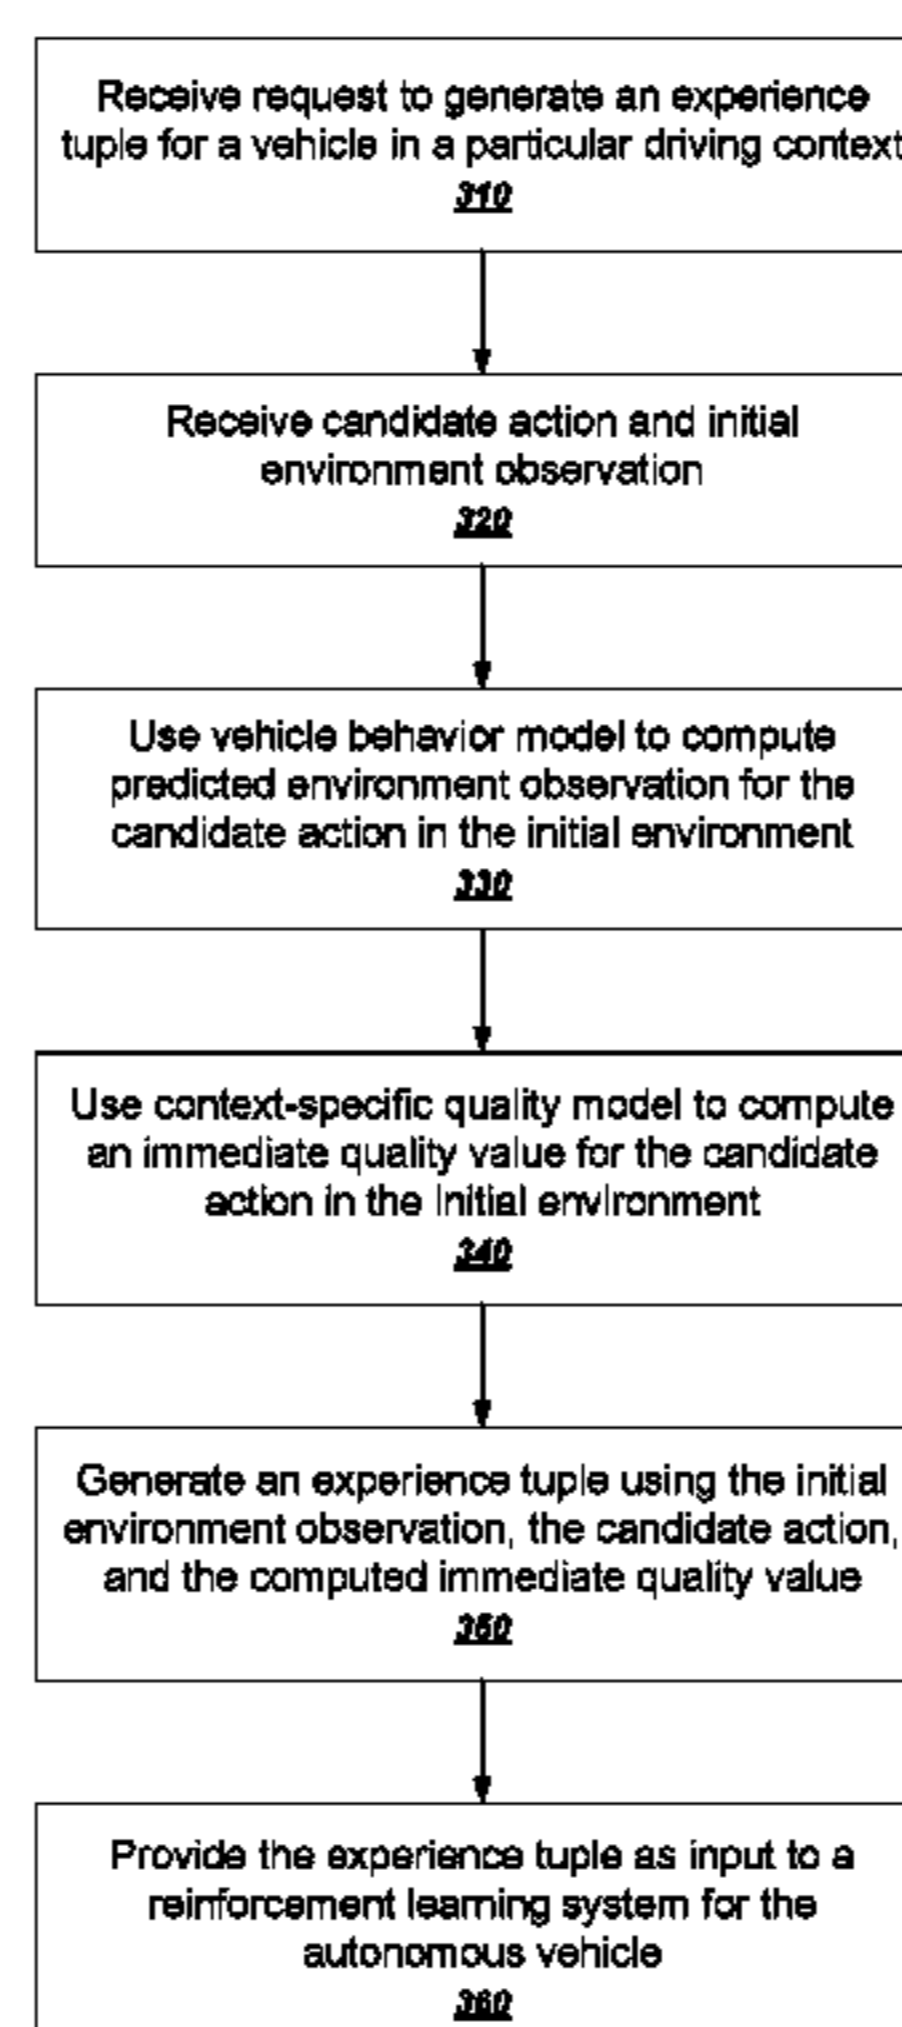 Receive request to generate an experience
tuple for a vehicle in a particular driving context
310
Receive candidate action and initial
environment observation
320
Use vehicle behavior model to compute
predicted environment observation for the
candidate action in the initial environment
330
Use context-specific quality model to compute
an immediate quality value for the candidate
action in the initial environment
340
Generate an experience tuple using the initial
environment observation, the candidate action,
and the computed immediate quality value
350
Provide the experience tuple as input to a
reinforcement learning system for the
autonomous vehicle
360